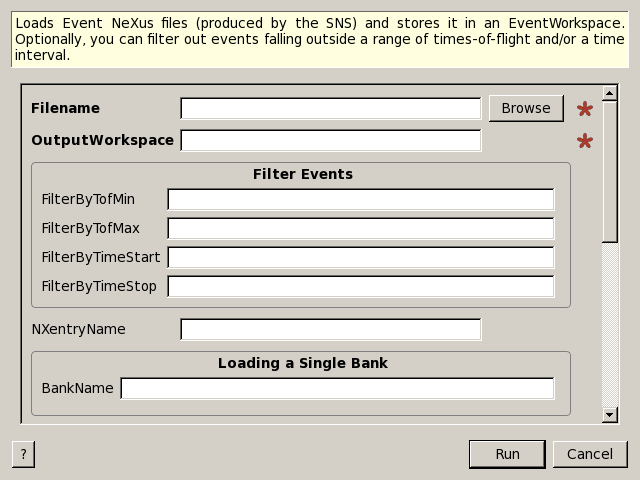 Loads Event NeXus files (produced by the SNS) and stores it in an EventWorkspace.
Optionally, you can filter out events falling outside a range of times-of-flight and/or a time
interval.
Filename
Browse
OutputWorkspace
Filter Events
FilterByTofMin
FilterByTofMax
FilterByTimeStart
FilterByTimeStop
NXentryName
Loading a Single Bank
BankName
?
Run
Cancel